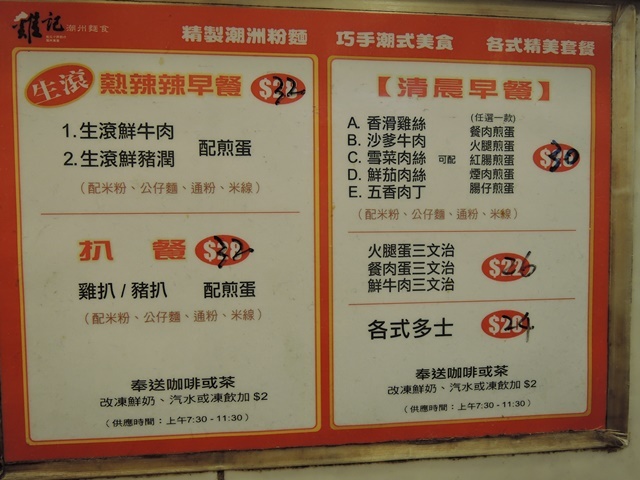 雞記
潮州麵食
精製潮洲粉麵 巧手潮式美食 各式精美套餐
生滾 熱辣辣早餐 $32
1.生滾鮮牛肉
2.生滾鮮豬潤
配煎蛋
(配米粉、公仔麵、通粉、米線)
扒 餐 $32
雞扒/豬扒 配煎蛋
(配米粉、公仔麵、通粉、米線)
奉送咖啡或茶
改凍鮮奶、汽水或凍飲加 $2
(供應時間:上午7:30 - 11:30)
【清晨早餐】
A. 香滑雞絲
B. 沙爹牛肉
C. 雪菜肉絲
D. 鮮茄肉絲
E. 五香肉丁
可配
(任選一款)
餐肉煎蛋
火腿煎蛋
紅腸煎蛋
煙肉煎蛋
腸仔煎蛋
$30
(配米粉、公仔麵、通粉、米線)
火腿蛋三文治
餐肉蛋三文治
鮮牛肉三文治
$26
各式多士 $24
奉送咖啡或茶
改凍鮮奶、汽水或凍飲加 $2
(供應時間:上午7:30 - 11:30)